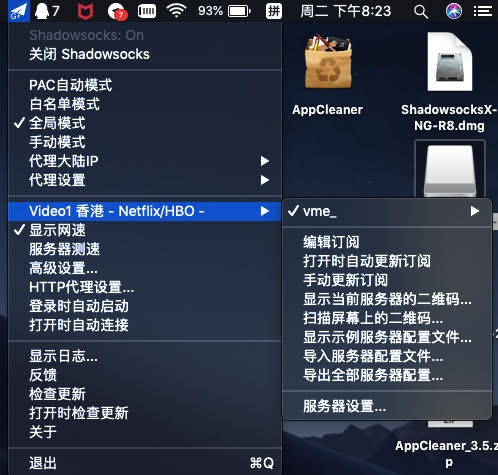 7
7
93%
拼
周二 下午8:23
Shadowsocks: On
关闭 Shadowsocks
PAC自动模式
白名单模式
✓ 全局模式
手动模式
代理大陆IP
代理设置
Video1 香港 - Netflix/HBO -
✓ 显示网速
服务器测速
高级设置...
HTTP代理设置...
登录时自动启动
打开时自动连接
显示日志...
反馈
检查更新
打开时检查更新
关于
退出 ⌘Q
✓ vme_
编辑订阅
打开时自动更新订阅
手动更新订阅
显示当前服务器的二维码...
扫描屏幕上的二维码...
显示示例服务器配置文件...
导入服务器配置文件...
导出全部服务器配置...
服务器设置...
AppCleaner
ShadowsocksX-
NG-R8.dmg
ZIP
AppCleaner_3.5.z
p